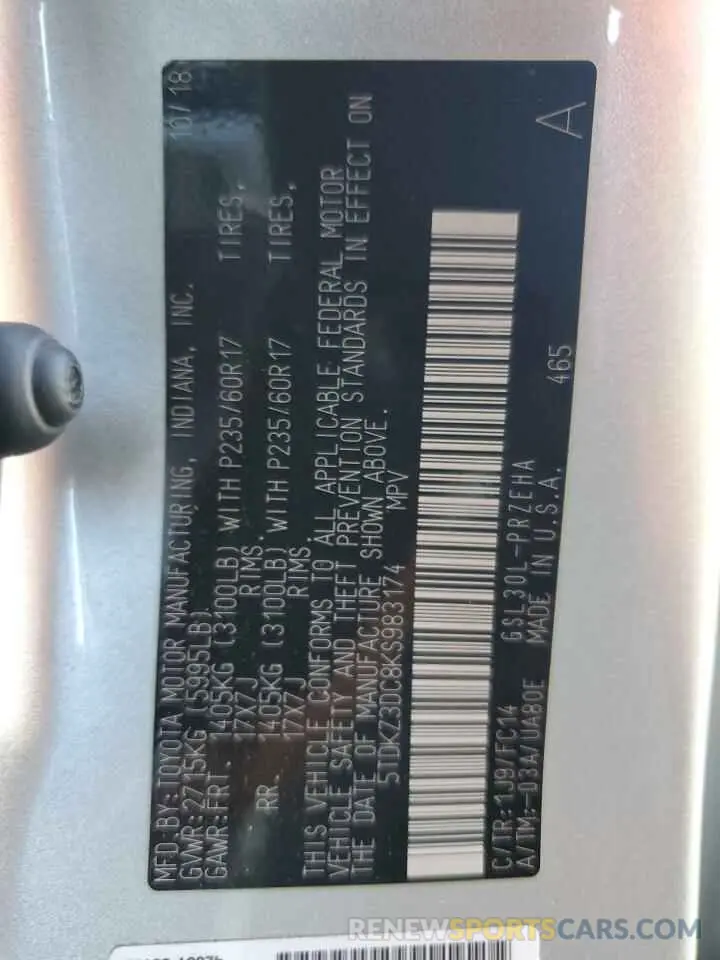 MFD.BY:TOYOTA MOTOR MANUFACTURING, INDIANA, INC. 10/18
GVWR:2715KG (5995LB)
GAWR:FRT. 1405KG (3100LB) WITH P235/60R17 TIRES,
17X7J RIMS.
RR. 1405KG (3100LB) WITH P235/60R17 TIRES,
17X7J RIMS.
THIS VEHICLE CONFORMS TO ALL APPLICABLE FEDERAL MOTOR
VEHICLE SAFETY AND THEFT PREVENTION STANDARDS IN EFFECT ON
THE DATE OF MANUFACTURE SHOWN ABOVE.
5TDKZ3DC8KS983174 MPV
A
C/TR:1J9/FC14 GSL30L-PRZEHA 465
A/TM:-03A/UA80E MADE IN U.S.A.
RENEWSPORTSCARS.COM